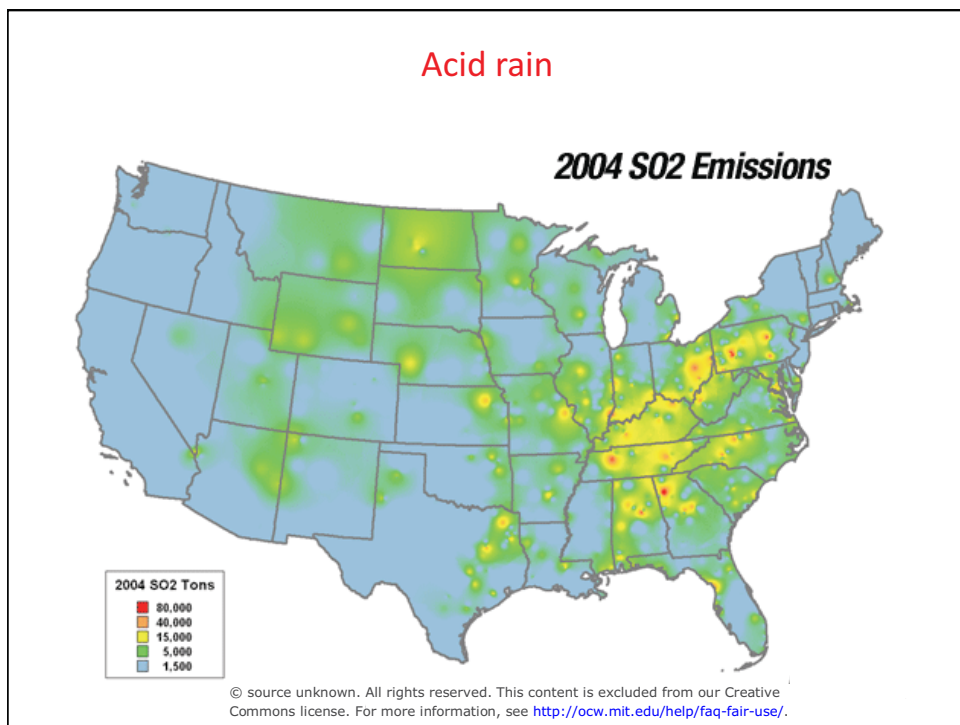 Acid rain
2004 SO2 Emissions
2004 SO2 Tons
80,000
40,000
15,000
5,000
1,500
© source unknown. All rights reserved. This content is excluded from our Creative
Commons license. For more information, see http://ocw.mit.edu/help/faq-fair-use/.